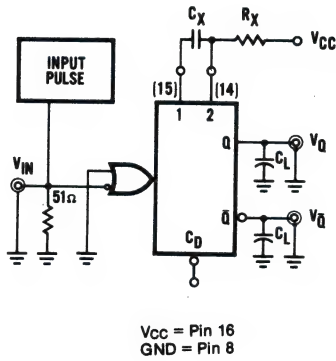 CX
RX
VCC
INPUT
PULSE
(15)
(14)
1
2
VIN
51Ω
Q
VQ
CL
Q̄
VQ̄
CL
CD
VCC = Pin 16
GND = Pin 8